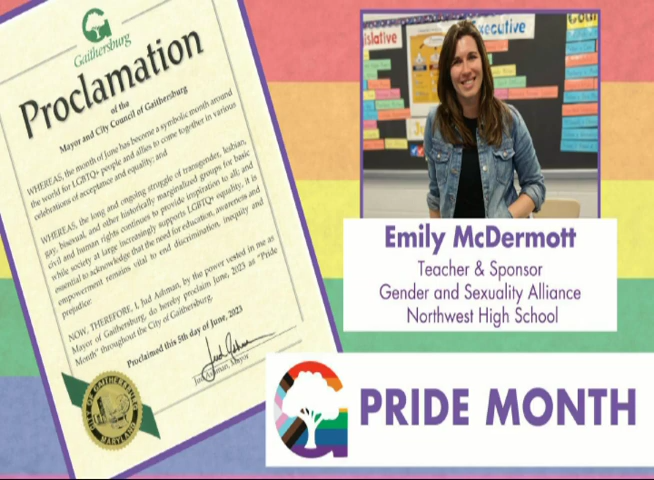 Gaithersburg
Proclamation
of the
Mayor and City Council of Gaithersburg
WHEREAS, the month of June has become a symbolic month around
the world for LGBTQ+ people and allies to come together in various
celebrations of acceptance and equality; and
WHEREAS, the long and ongoing struggle of transgender, lesbian,
gay, bisexual, and other historically marginalized groups for basic
civil and human rights continues to provide inspiration to all; and
while society at large increasingly supports LGBTQ+ equality, it is
essential to acknowledge that the need for education, awareness and
empowerment remains vital to end discrimination, inequity and
prejudice:
NOW, THEREFORE, I, Jud Ashman, by the power vested in me as
Mayor of Gaithersburg, do hereby proclaim June, 2023 as "Pride
Month" throughout the City of Gaithersburg.
Proclaimed this 5th day of June, 2023
Jud Ashman, Mayor
CITY OF GAITHERSBURG
MARYLAND
islative
xecutive
Emily McDermott
Teacher & Sponsor
Gender and Sexuality Alliance
Northwest High School
PRIDE MONTH